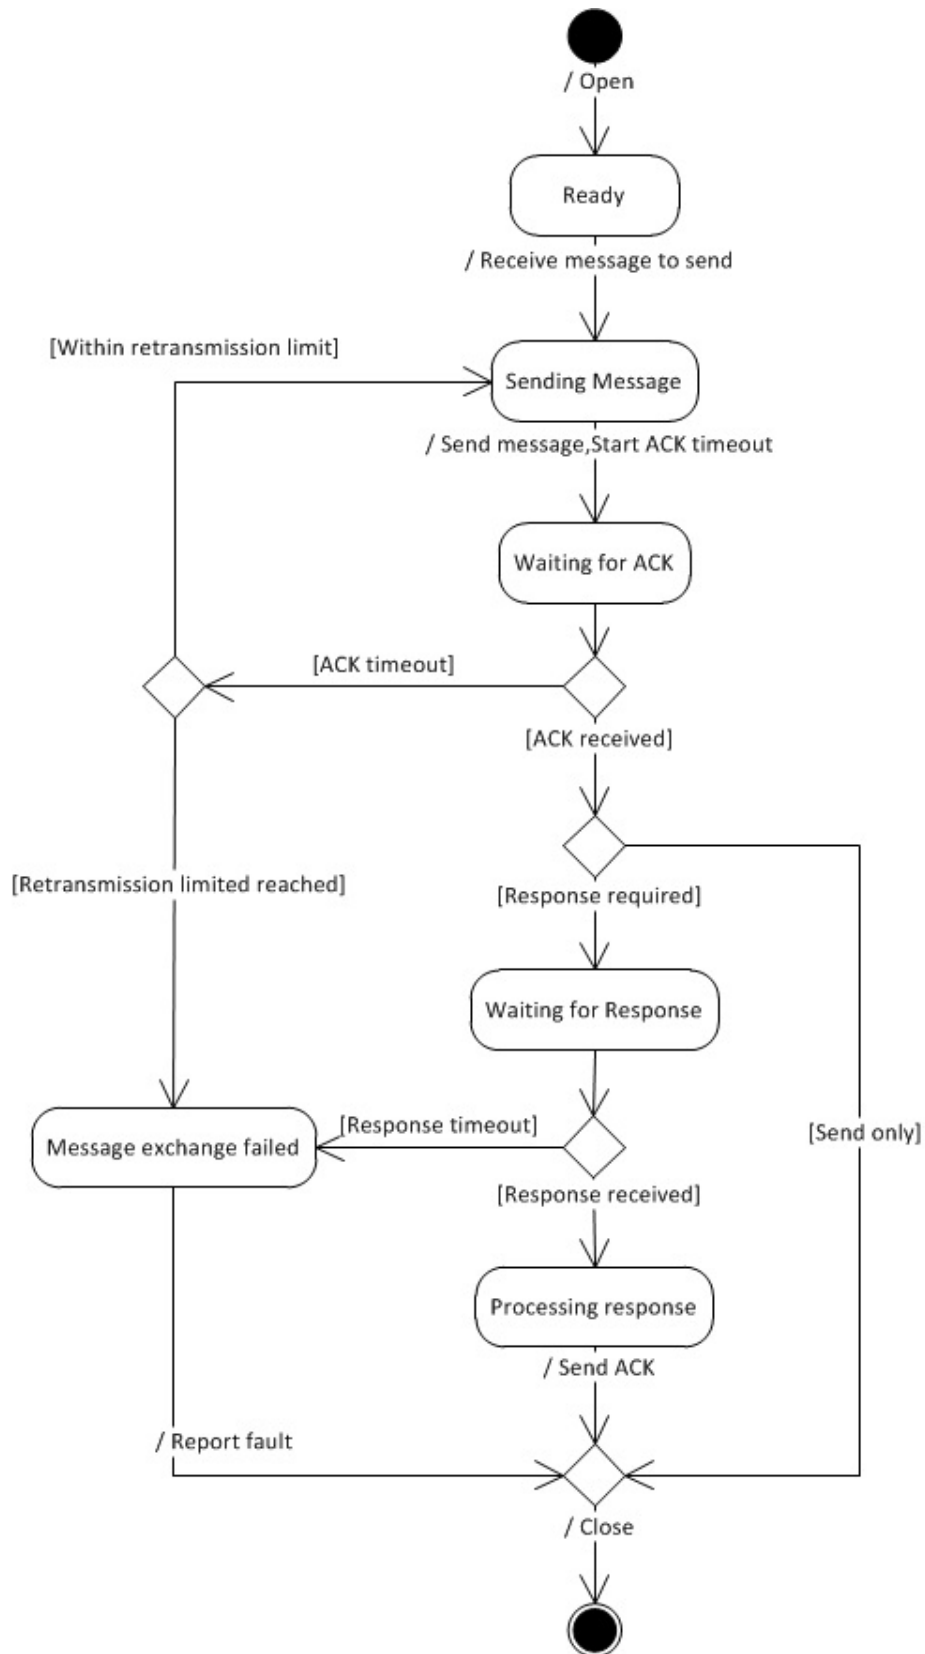 / Open
Ready
/ Receive message to send
[Within retransmission limit]
Sending Message
/ Send message,Start ACK timeout
Waiting for ACK
[ACK timeout]
[ACK received]
[Retransmission limited reached]
[Response required]
Waiting for Response
[Response timeout]
[Send only]
Message exchange failed
[Response received]
Processing response
/ Send ACK
/ Report fault
/ Close